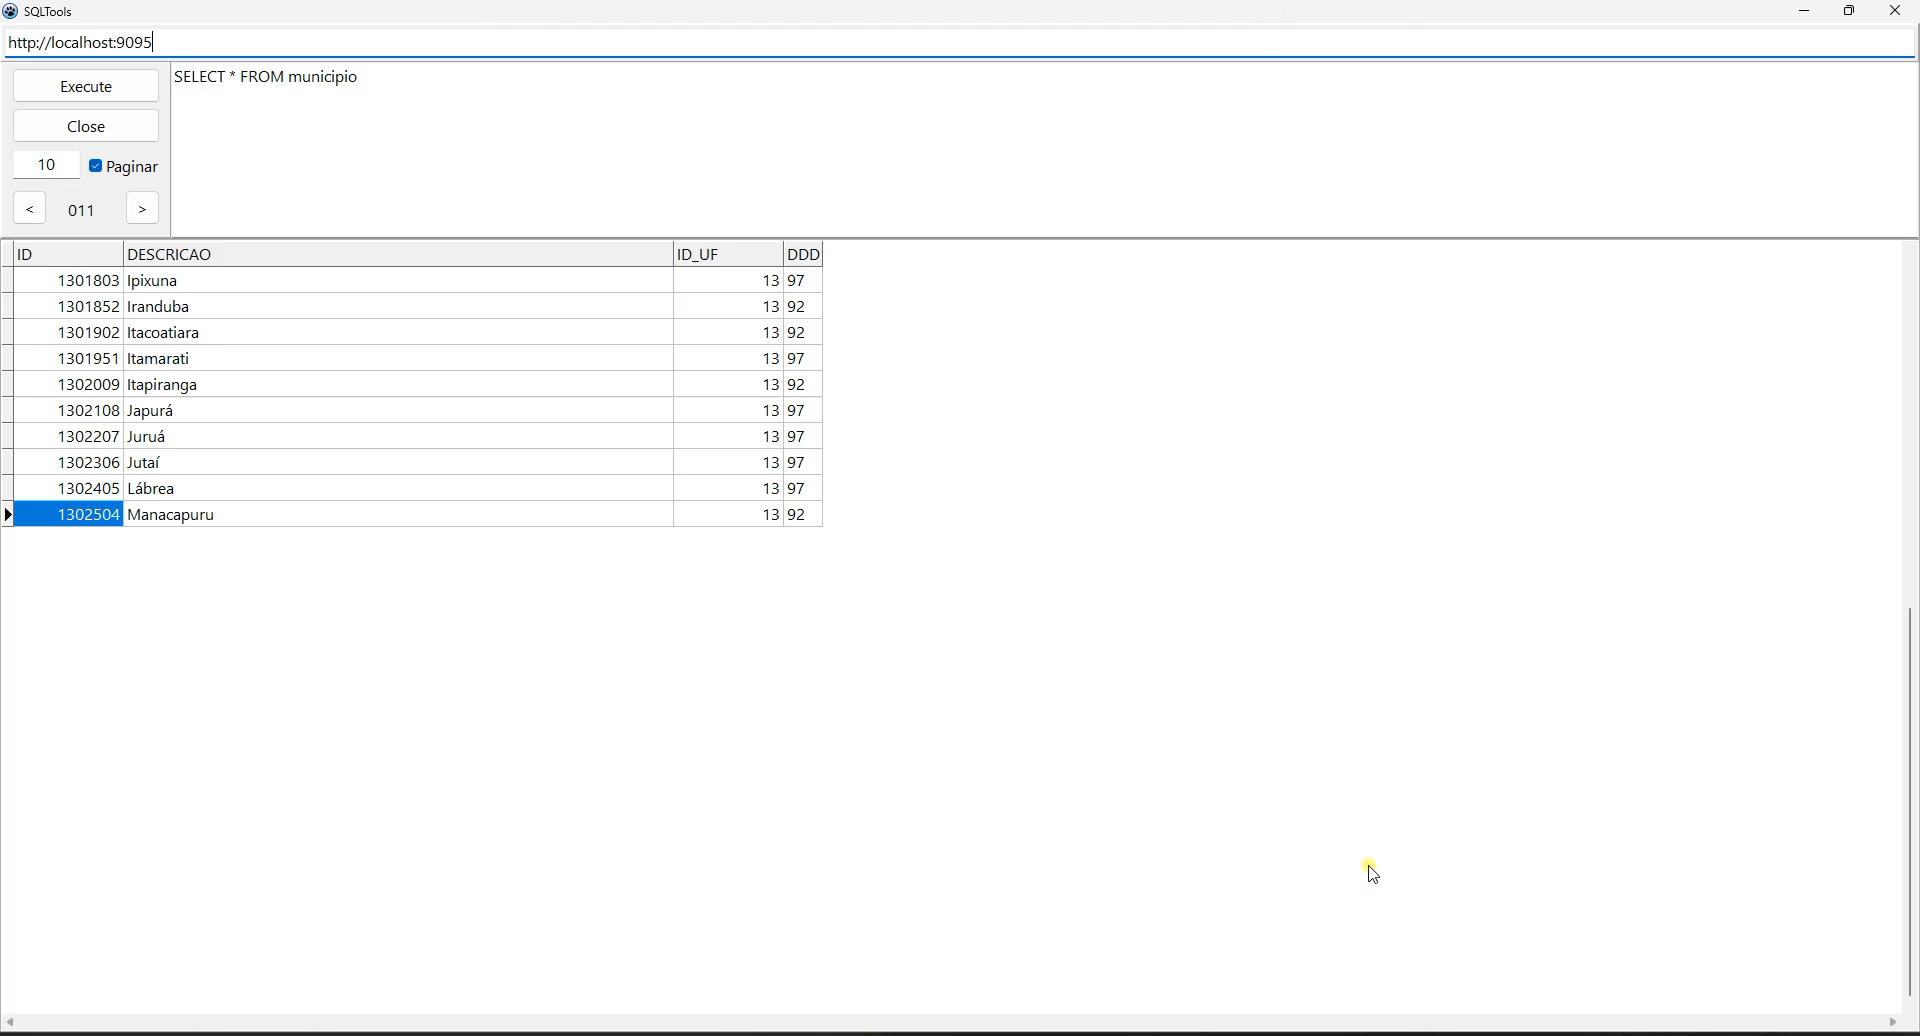 SQLTools
http://localhost:9095
Execute
SELECT * FROM municipio
Close
10 Paginar
< 011 >
ID DESCRICAO ID_UF DDD
1301803 Ipixuna 13 97
1301852 Iranduba 13 92
1301902 Itacoatiara 13 92
1301951 Itamarati 13 97
1302009 Itapiranga 13 92
1302108 Japurá 13 97
1302207 Juruá 13 97
1302306 Jutaí 13 97
1302405 Lábrea 13 97
1302504 Manacapuru 13 92